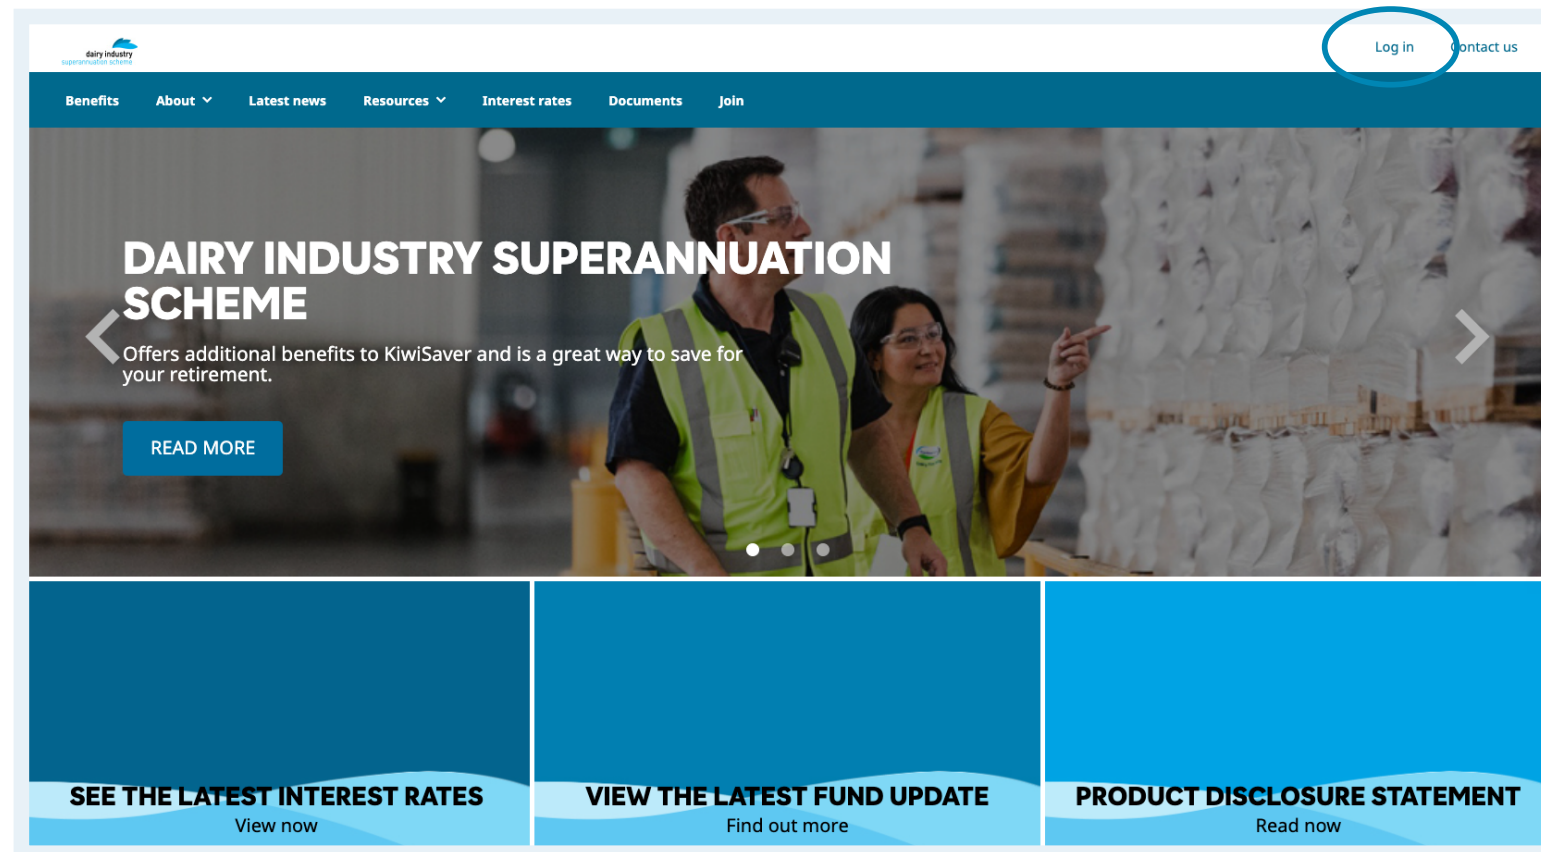 dairy industry
superannuation scheme
Log in
Contact us
Benefits
About
Latest news
Resources
Interest rates
Documents
Join
DAIRY INDUSTRY SUPERANNUATION
SCHEME
Offers additional benefits to KiwiSaver and is a great way to save for
your retirement.
READ MORE
SEE THE LATEST INTEREST RATES
View now
VIEW THE LATEST FUND UPDATE
Find out more
PRODUCT DISCLOSURE STATEMENT
Read now